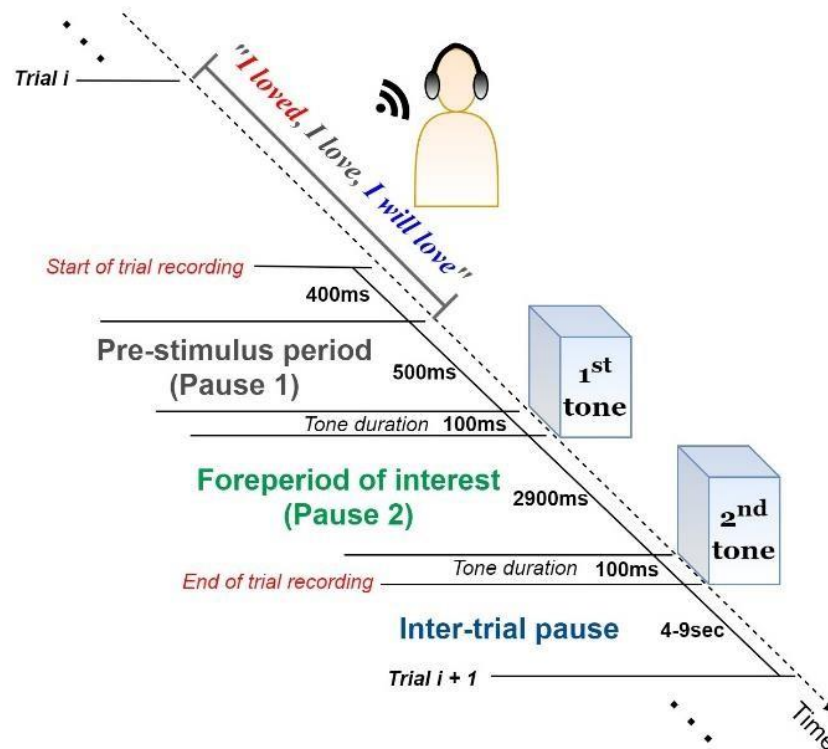 Trial i
"I loved, I love, I will love"
Start of trial recording
400ms
Pre-stimulus period
(Pause 1)
500ms
1st
tone
Tone duration 100ms
Foreperiod of interest
(Pause 2)
2900ms
2nd
tone
Tone duration 100ms
End of trial recording
Inter-trial pause
4-9sec
Trial i + 1
Time